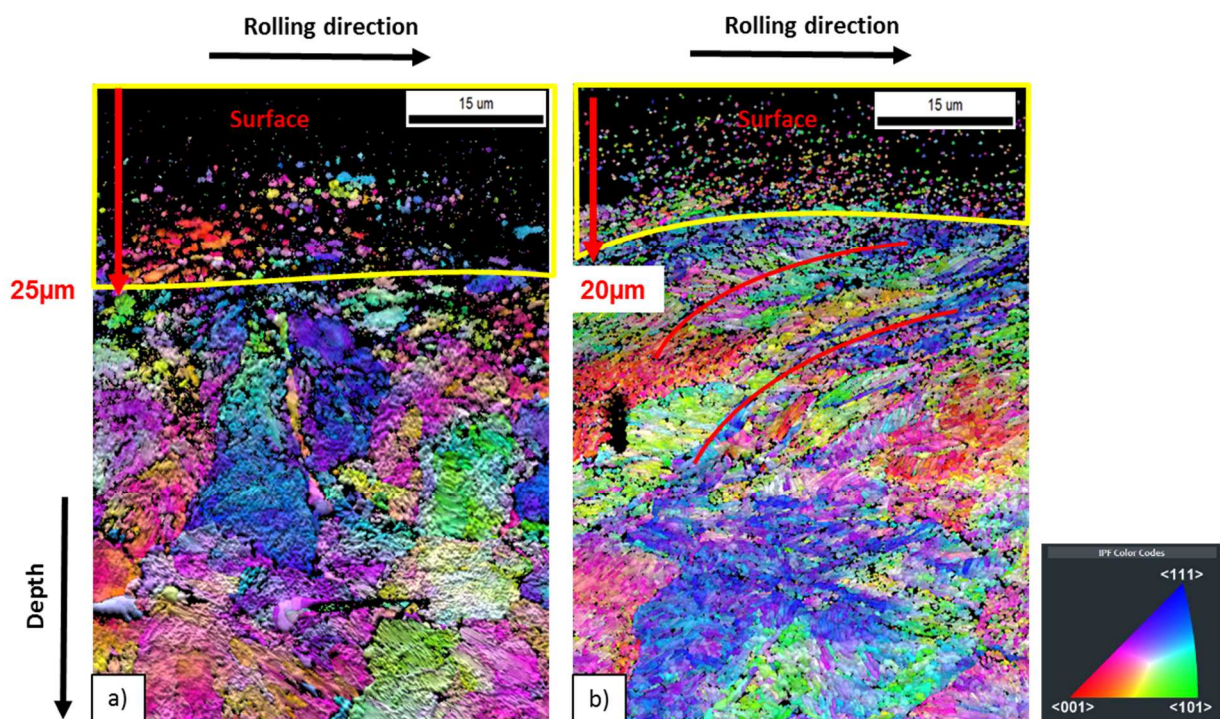 Rolling direction
Rolling direction
Surface
15 um
Surface
15 um
25µm
20µm
Depth
a)
b)
IPF Color Codes
<111>
<001>
<101>